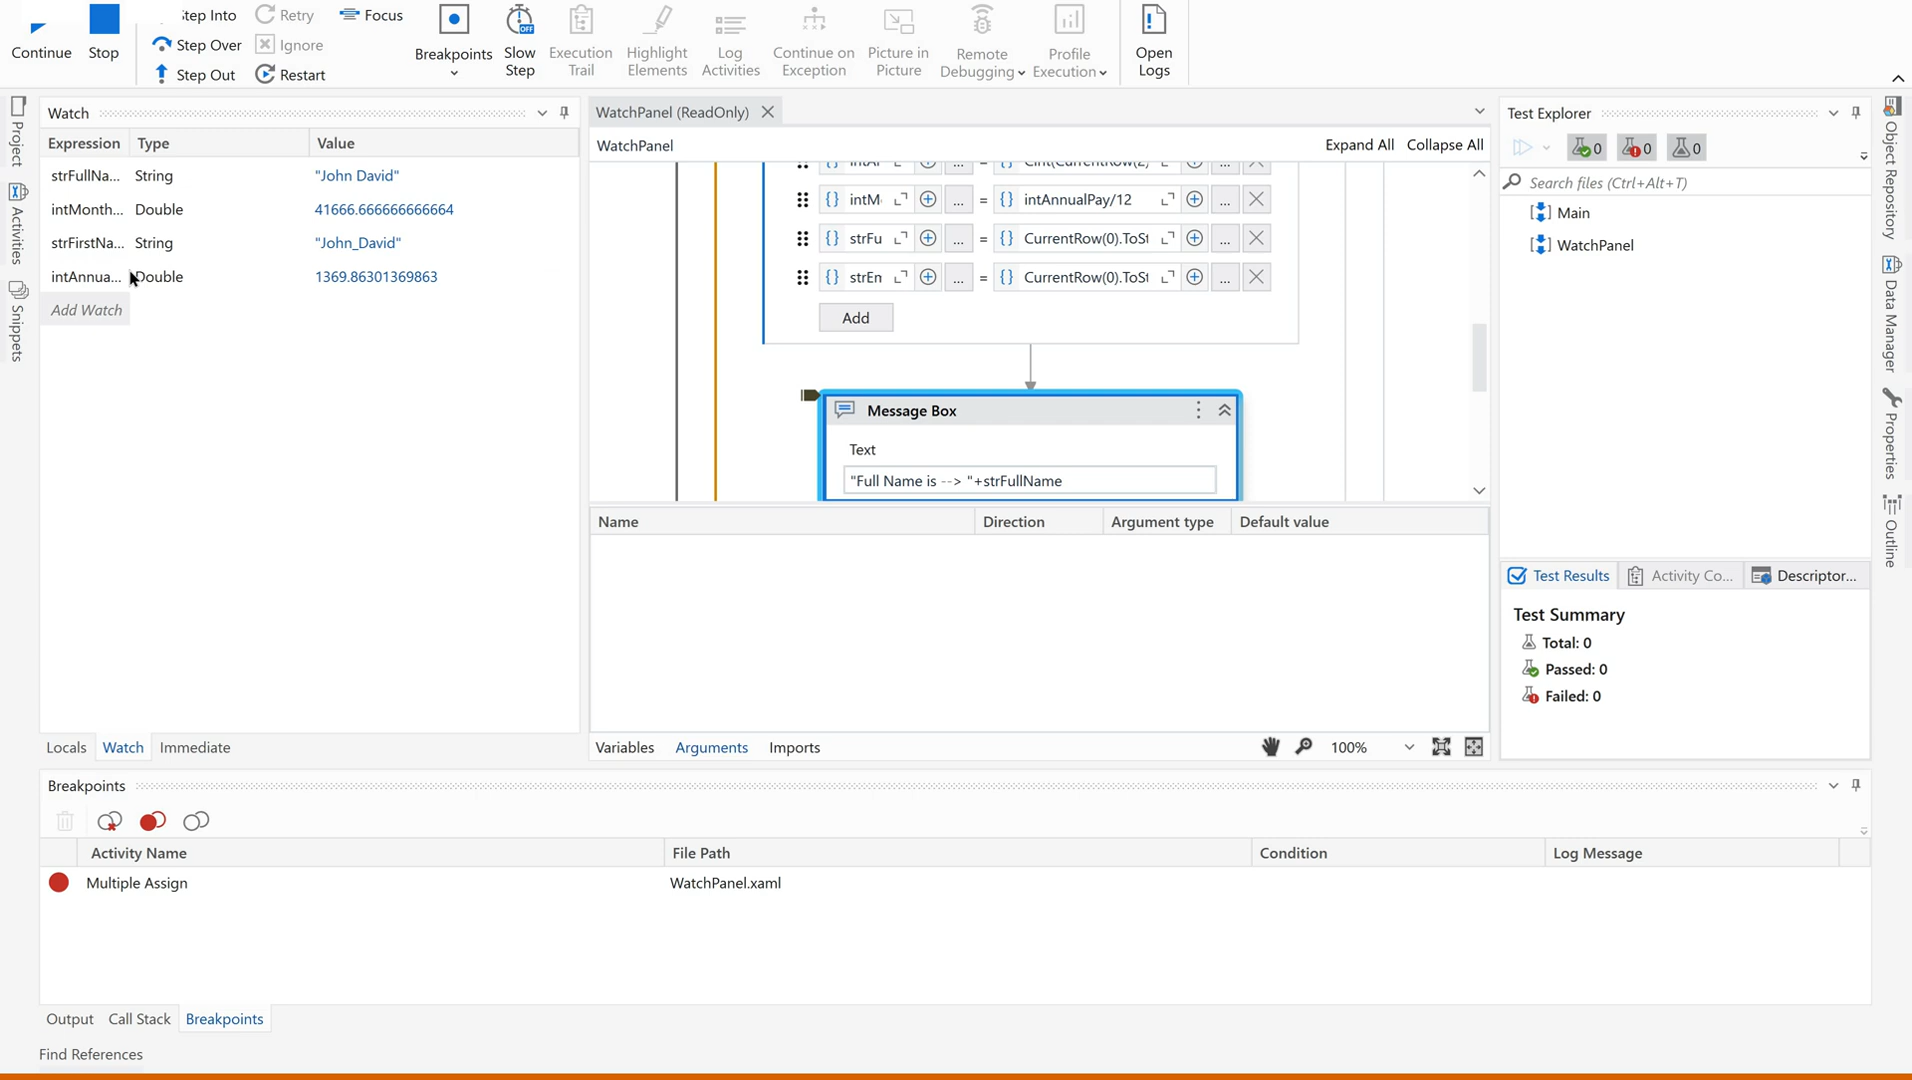 Step Into
Retry
Focus
Continue
Stop
Step Over
Ignore
Step Out
Restart
Breakpoints
Slow Step
Execution Trail
Highlight Elements
Log Activities
Continue on Exception
Picture in Picture
Remote Debugging
Profile Execution
Open Logs
Project
Activities
Snippets
Watch
Expression Type Value
strFullNa... String "John David"
intMonth... Double 41666.666666666664
strFirstNa... String "John_David"
intAnnua... Double 1369.86301369863
Add Watch
Locals Watch Immediate
WatchPanel (ReadOnly)
WatchPanel
Expand All Collapse All
intAr ... = CInt(CurrentRow(2) ...
intM ... = intAnnualPay/12 ...
strFu ... = CurrentRow(0).ToSt ...
strEn ... = CurrentRow(0).ToSt ...
Add
Message Box
Text
"Full Name is --> "+strFullName
Name Direction Argument type Default value
Variables Arguments Imports
100%
Test Explorer
0 0 0
Search files (Ctrl+Alt+T)
Main
WatchPanel
Test Results Activity Co... Descriptor...
Test Summary
Total: 0
Passed: 0
Failed: 0
Object Repository
Data Manager
Properties
Outline
Breakpoints
Activity Name File Path Condition Log Message
Multiple Assign WatchPanel.xaml
Output Call Stack Breakpoints
Find References